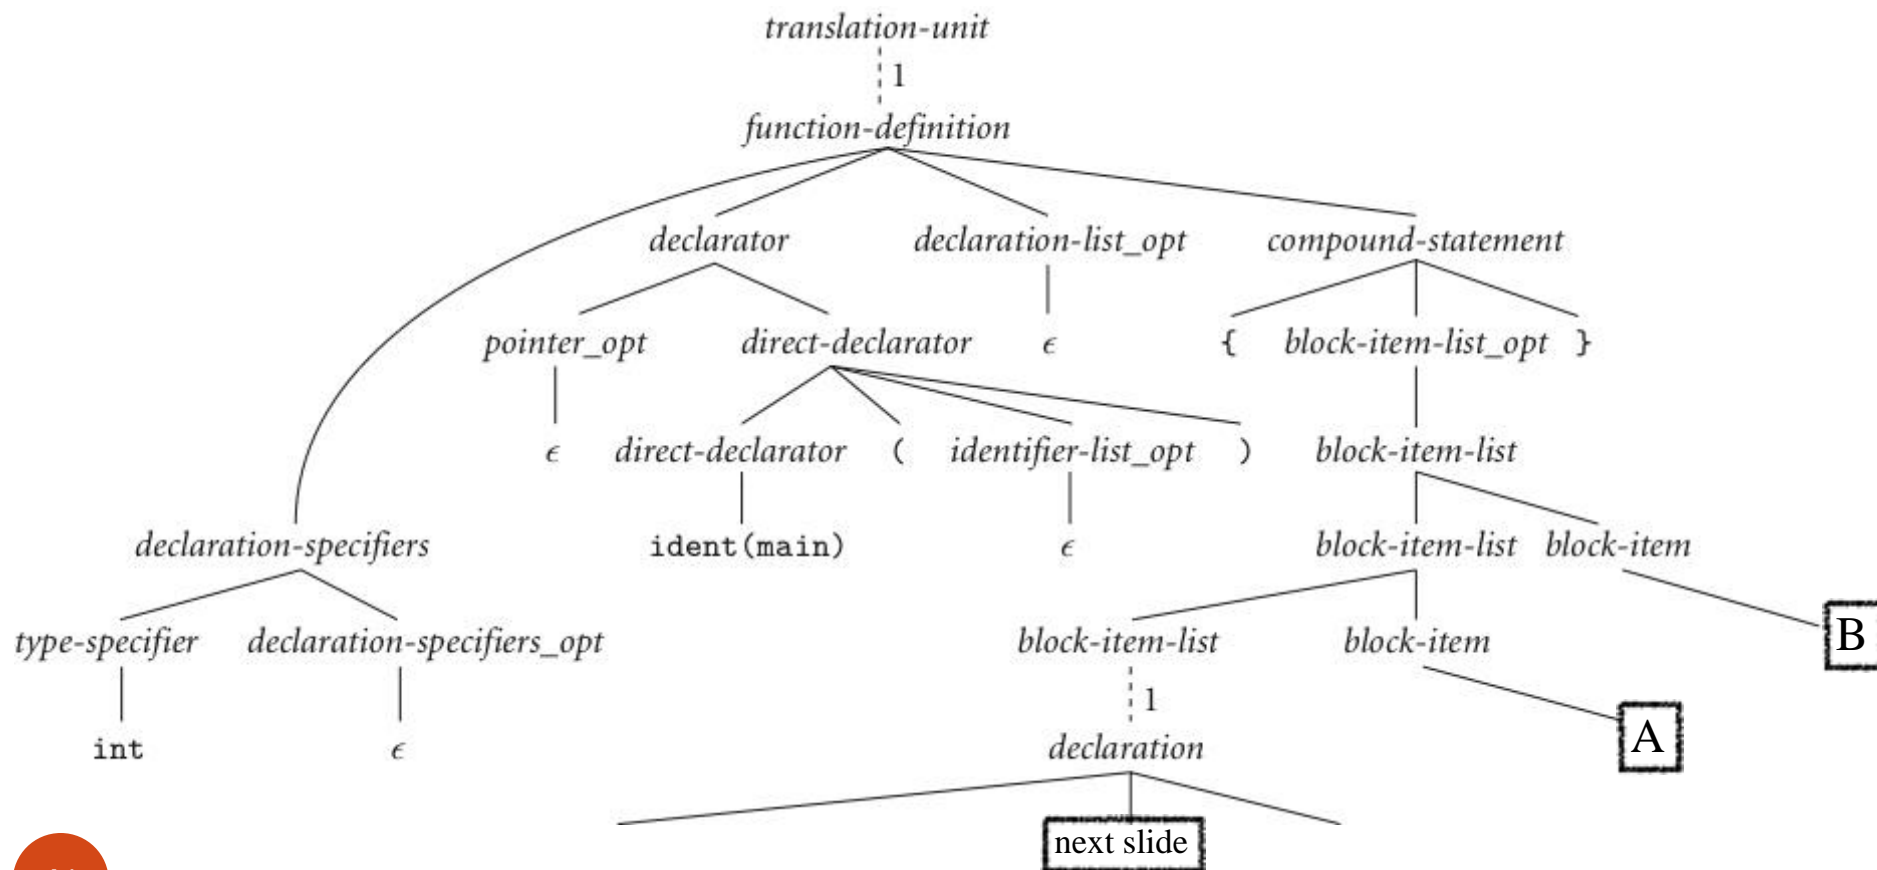 translation-unit
1
function-definition
declarator declaration-list_opt compound-statement
pointer_opt direct-declarator ϵ { block-item-list_opt }
ϵ direct-declarator ( identifier-list_opt ) block-item-list
declaration-specifiers ident(main) ϵ block-item-list block-item
type-specifier declaration-specifiers_opt block-item-list block-item B
1
int ϵ declaration A
next slide